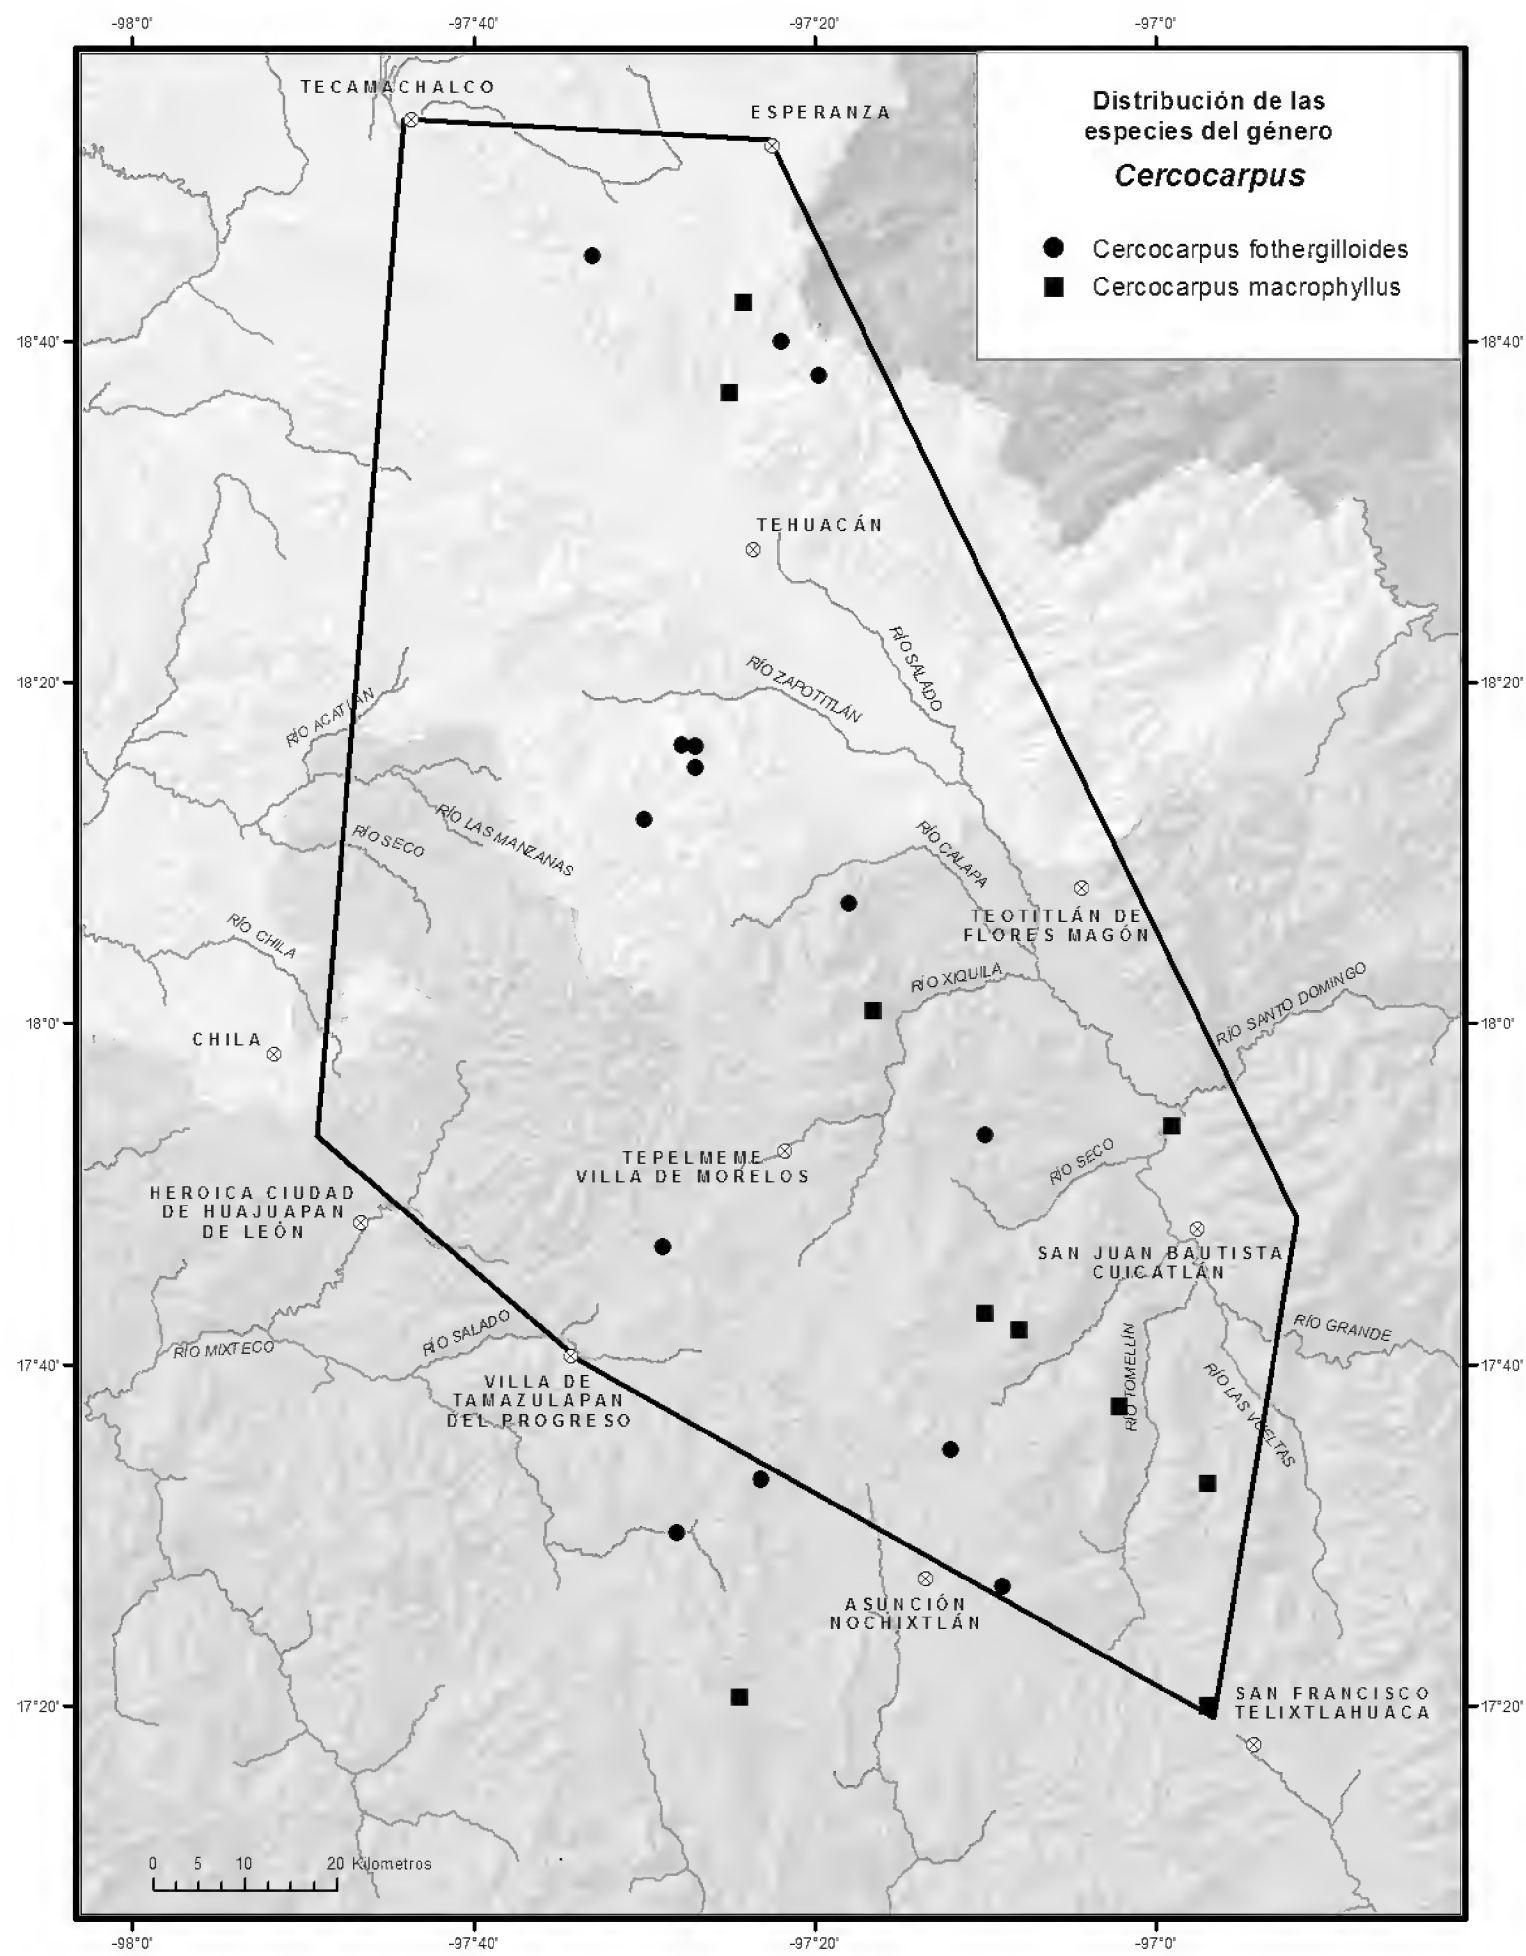 -98°0'
-97°40'
-97°20'
-97°0'
TECAMACHALCO
ESPERANZA
Distribución de las
especies del género
Cercocarpus
Cercocarpus fothergilloides
Cercocarpus macrophyllus
18°40'
18°40'
TEHUACÁN
RÍO SALADO
RÍO ZAPOTITLÁN
18°20'
18°20'
RÍO ACATLÁN
RÍO LAS MANZANAS
RÍO SECO
RÍO CALAPA
TEOTITLÁN DE
FLORES MAGÓN
RÍO CHILA
RÍO XIQUILA
RÍO SANTO DOMINGO
18°0'
18°0'
CHILA
TEPELMEME
VILLA DE MORELOS
RÍO SECO
HEROICA CIUDAD
DE HUAJUAPAN
DE LEÓN
SAN JUAN BAUTISTA
CUICATLÁN
RÍO SALADO
RÍO MIXTECO
RÍO GRANDE
17°40'
17°40'
VILLA DE
TAMAZULAPAN
DEL PROGRESO
RÍO TOMELLÍN
RÍO LAS VUELTAS
ASUNCIÓN
NOCHIXTLÁN
17°20'
17°20'
SAN FRANCISCO
TELIXTLAHUACA
0 5 10 20 Kilometros
-98°0'
-97°40'
-97°20'
-97°0'